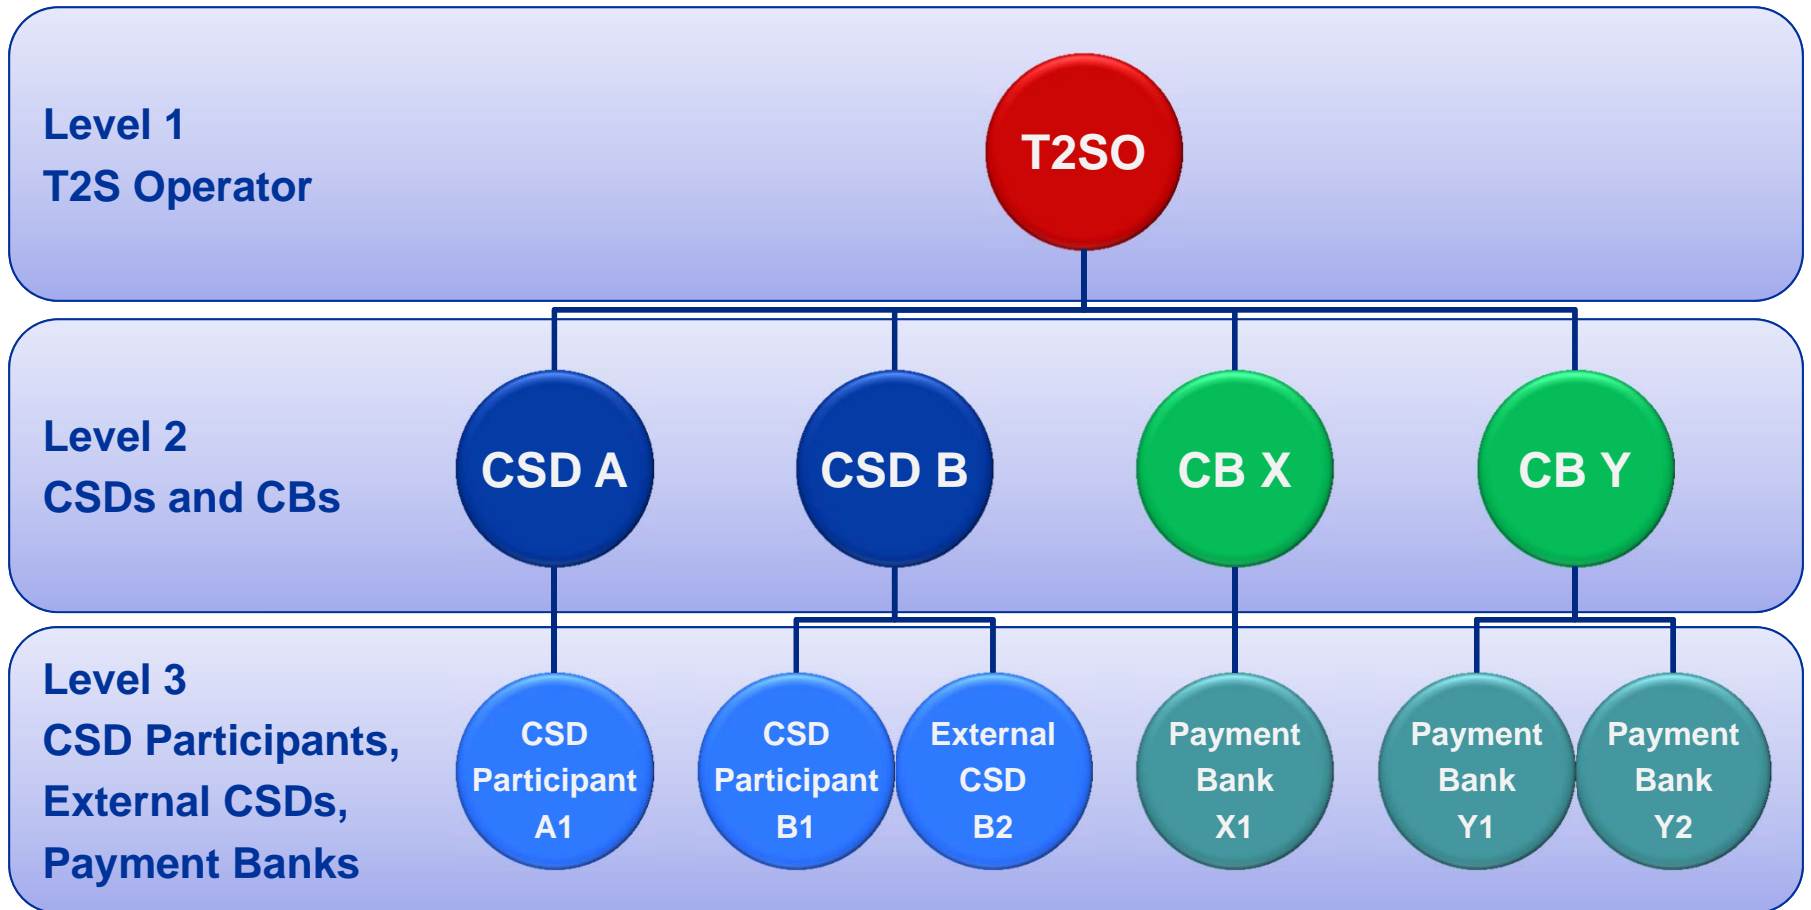 Level 1
T2S Operator
T2SO
Level 2
CSDs and CBs
CSD A
CSD B
CB X
CB Y
Level 3
CSD Participants,
External CSDs,
Payment Banks
CSD
Participant
A1
CSD
Participant
B1
External
CSD
B2
Payment
Bank
X1
Payment
Bank
Y1
Payment
Bank
Y2